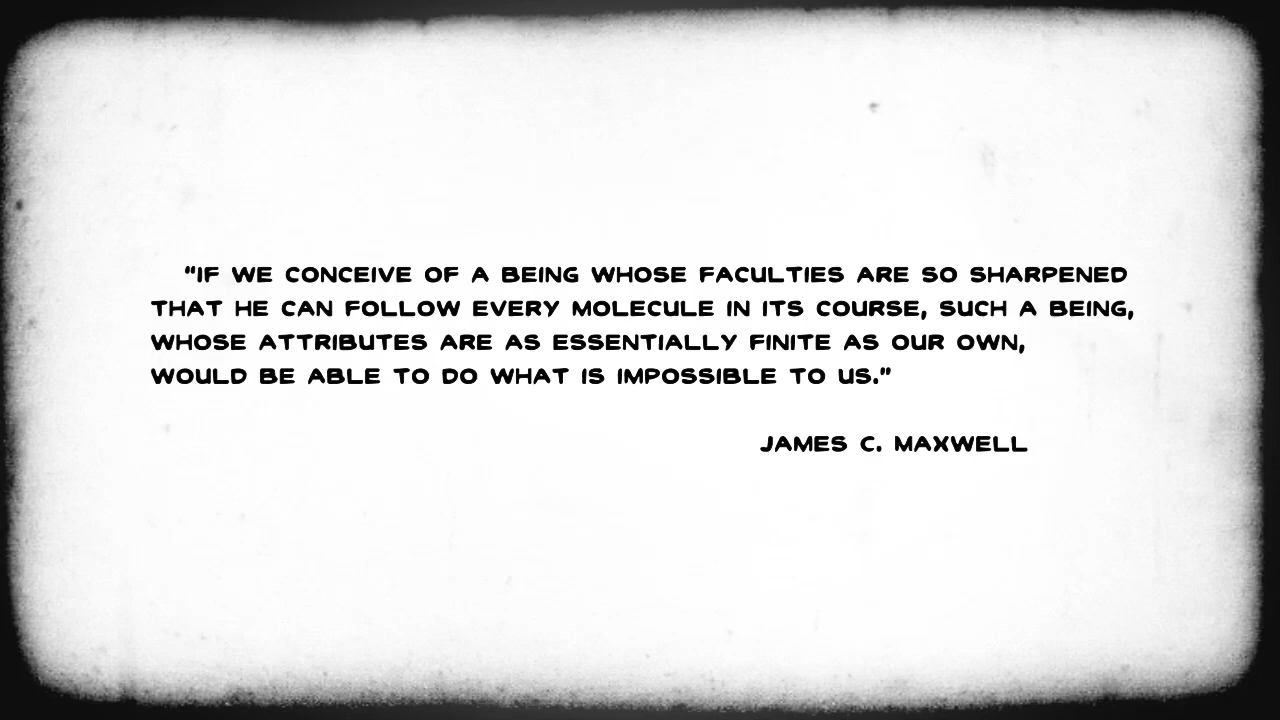 "IF WE CONCEIVE OF A BEING WHOSE FACULTIES ARE SO SHARPENED
THAT HE CAN FOLLOW EVERY MOLECULE IN ITS COURSE, SUCH A BEING,
WHOSE ATTRIBUTES ARE AS ESSENTIALLY FINITE AS OUR OWN,
WOULD BE ABLE TO DO WHAT IS IMPOSSIBLE TO US."
JAMES C. MAXWELL